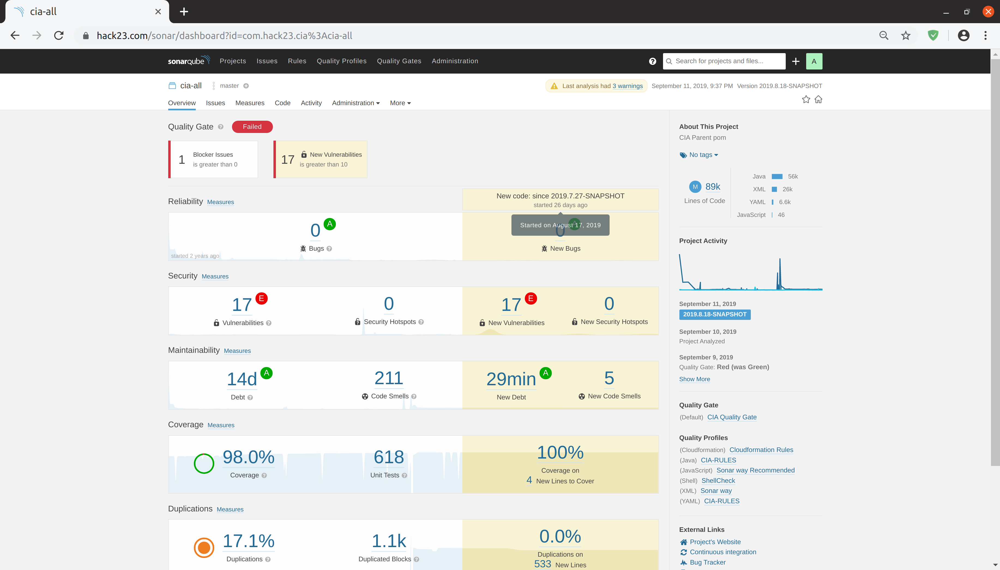 cia-all
hack23.com/sonar/dashboard?id=com.hack23.cia%3Acia-all
sonarqube Projects Issues Rules Quality Profiles Quality Gates Administration Search for projects and files... A
cia-all master Last analysis had 3 warnings September 11, 2019, 9:37 PM Version 2019.8.18-SNAPSHOT
Overview Issues Measures Code Activity Administration More
Quality Gate Failed
1 Blocker Issues
is greater than 0
17 New Vulnerabilities
is greater than 10
New code: since 2019.7.27-SNAPSHOT
started 26 days ago
Reliability Measures
Started on August 17, 2019
0 A
Bugs
started 2 years ago
0 A
New Bugs
Security Measures
17 E
Vulnerabilities
0
Security Hotspots
17 E
New Vulnerabilities
0
New Security Hotspots
Maintainability Measures
14d A
Debt
211
Code Smells
29min A
New Debt
5
New Code Smells
Coverage Measures
98.0%
Coverage
618
Unit Tests
100%
Coverage on
4 New Lines to Cover
Duplications Measures
17.1%
Duplications
1.1k
Duplicated Blocks
0.0%
Duplications on
533 New Lines
About This Project
CIA Parent pom
No tags
M 89k
Lines of Code
Java 56k
XML 26k
YAML 6.6k
JavaScript 46
Project Activity
September 11, 2019
2019.8.18-SNAPSHOT
September 10, 2019
Project Analyzed
September 9, 2019
Quality Gate: Red (was Green)
Show More
Quality Gate
(Default) CIA Quality Gate
Quality Profiles
(Cloudformation) Cloudformation Rules
(Java) CIA-RULES
(JavaScript) Sonar way Recommended
(Shell) ShellCheck
(XML) Sonar way
(YAML) CIA-RULES
External Links
Project's Website
Continuous integration
Bug Tracker